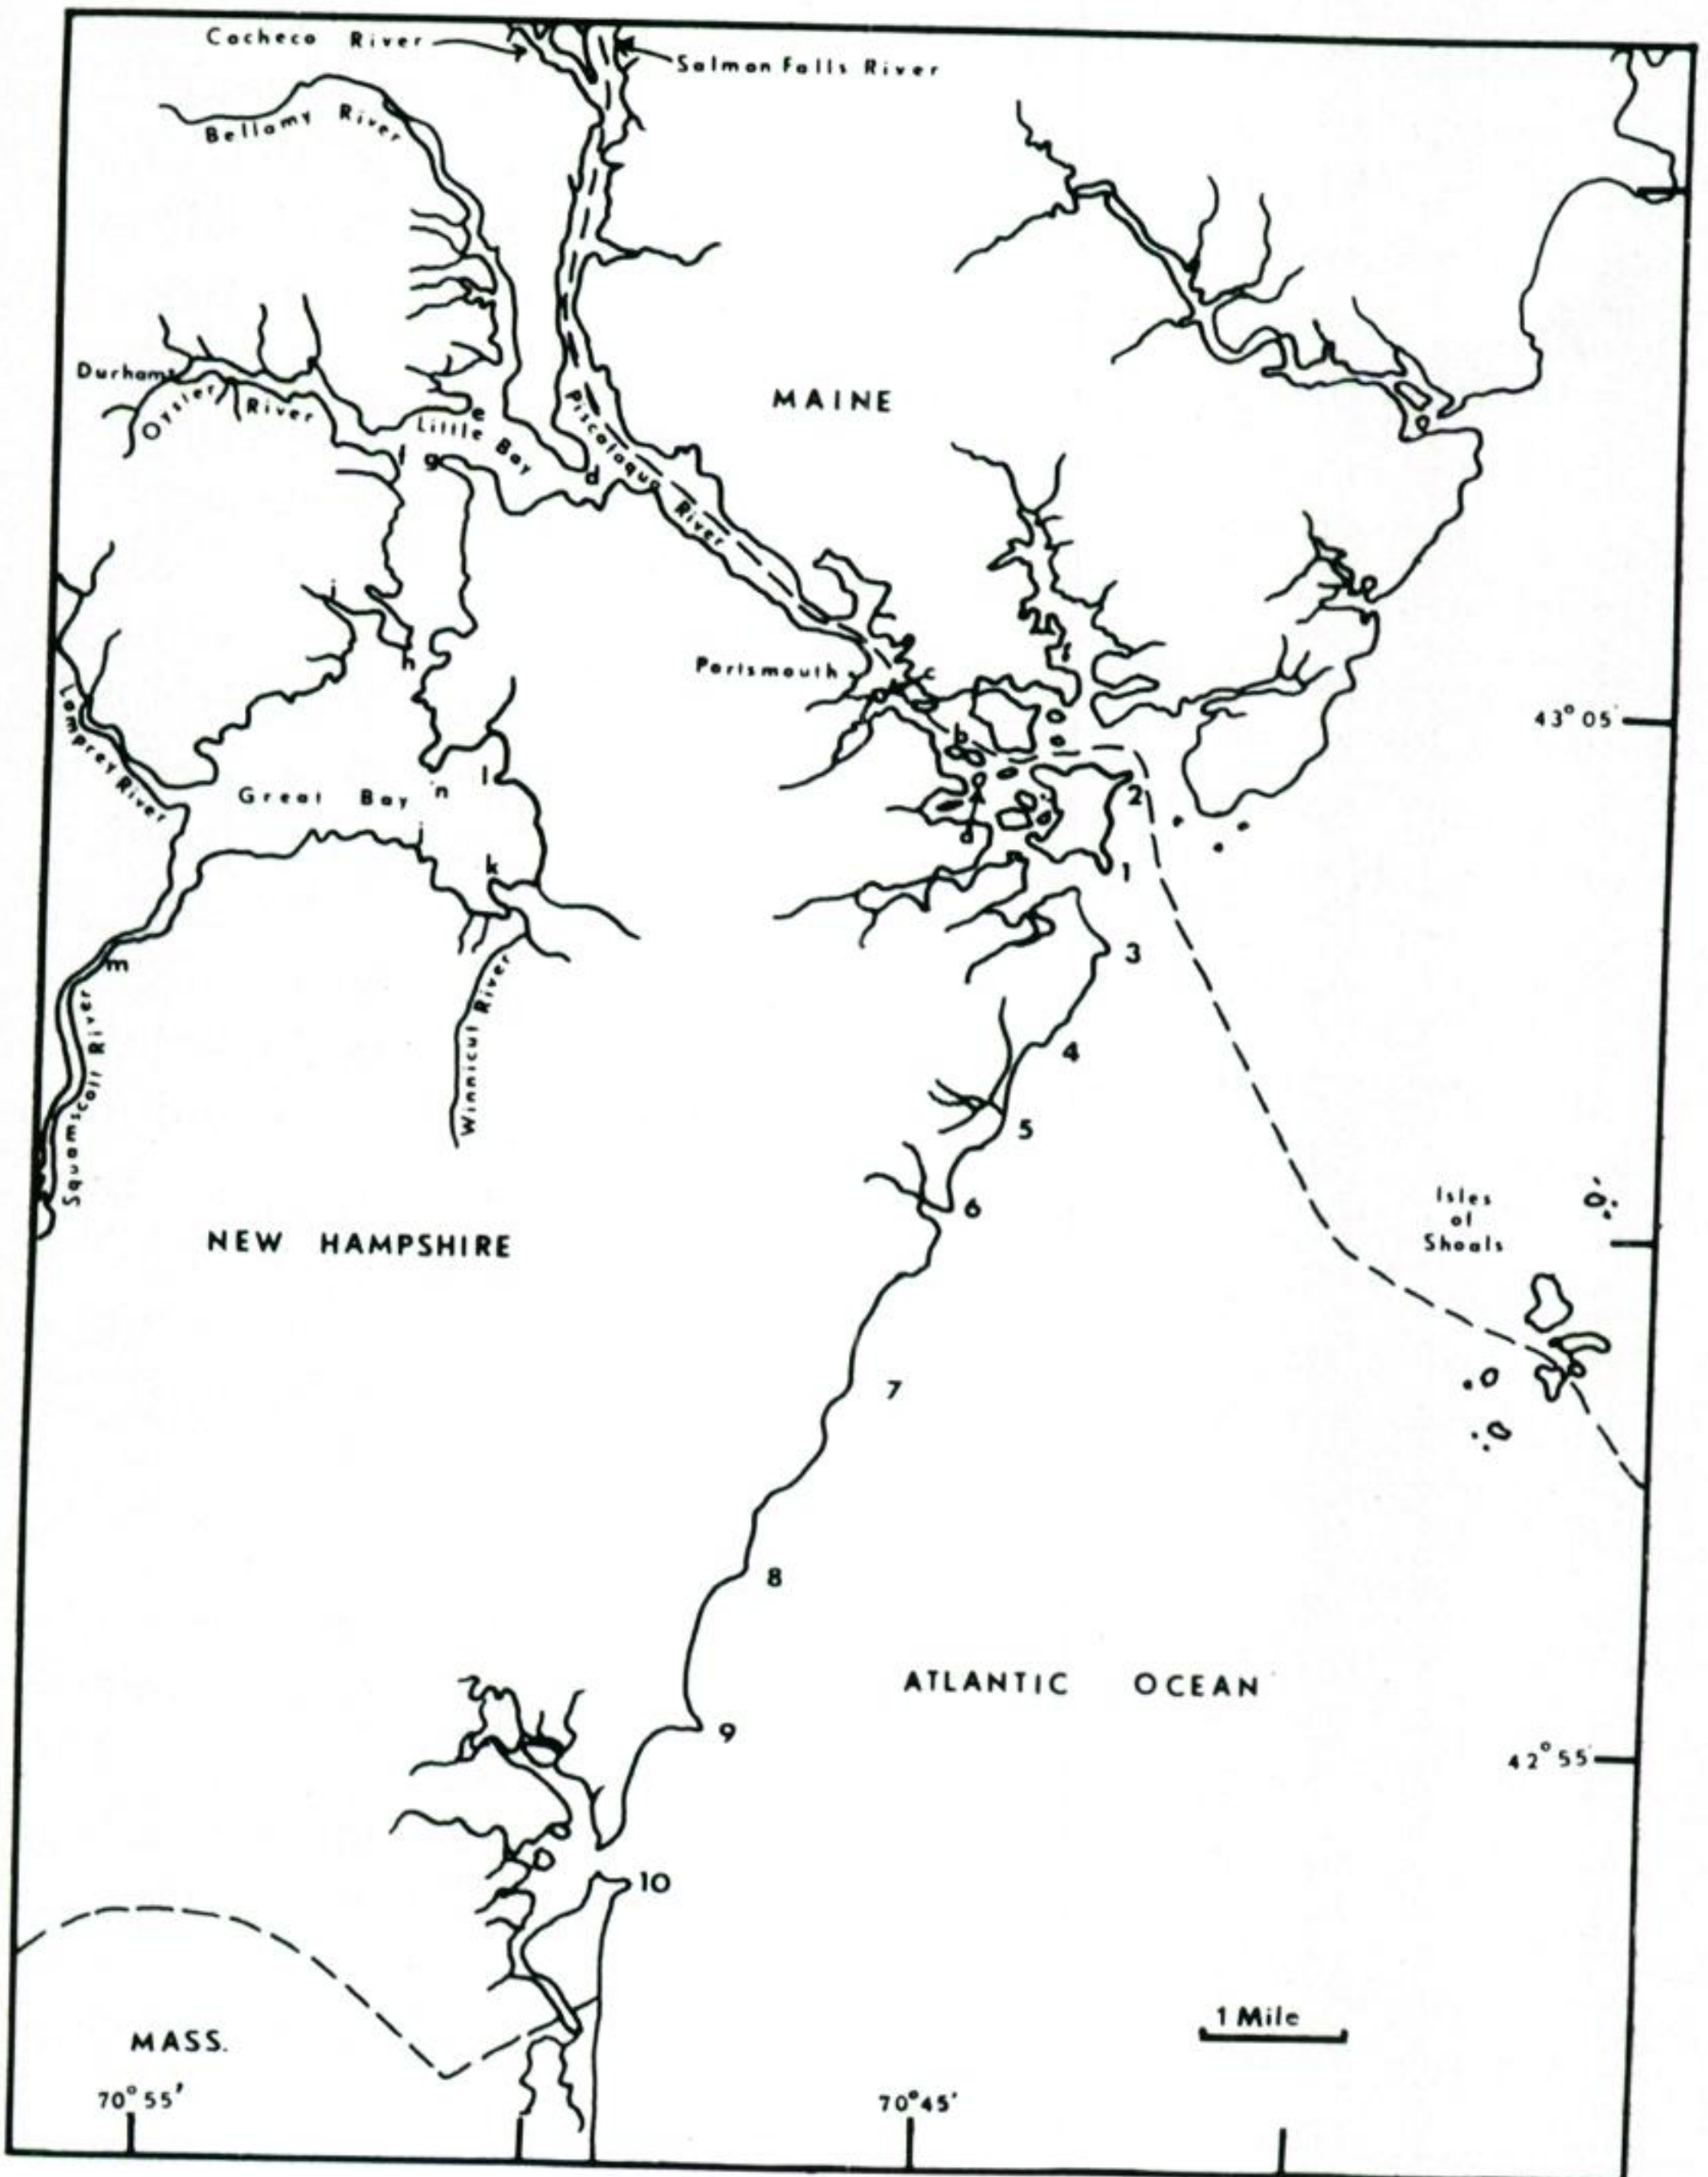 Cocheco River
Salmon Falls River
Bellamy River
Durham
Oyster River
MAINE
e
Little Bay
f g
d
Piscataqua River
i
h
Portsmouth
c
43° 05'
Lamprey River
b
l
Great Bay n
2
j
a
k
1
3
m
Winnicut River
Squamscott River
4
5
Isles
of
Shoals
6
NEW HAMPSHIRE
7
8
ATLANTIC OCEAN
9
42° 55'
10
1 Mile
MASS.
70° 55'
70° 45'